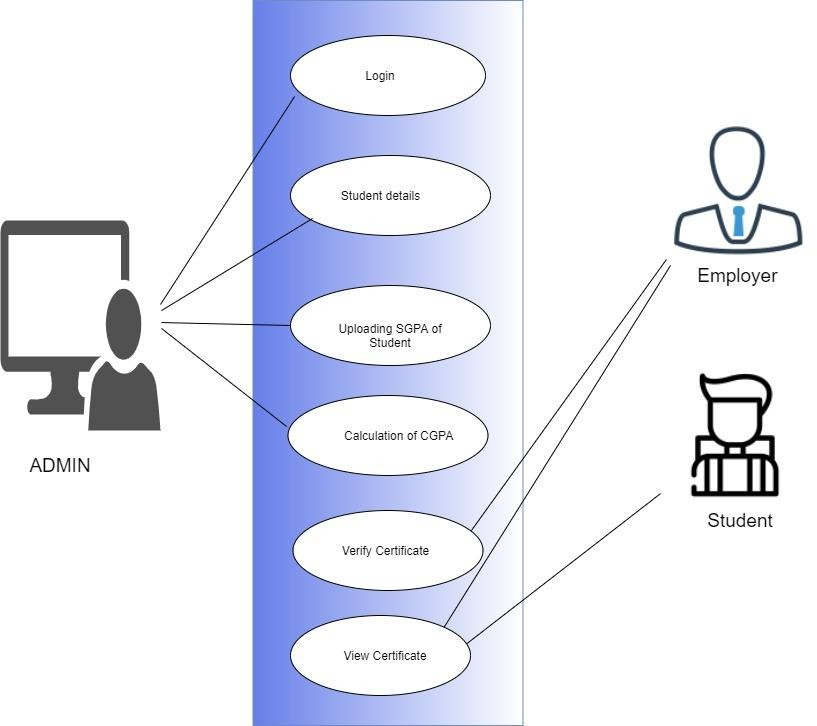 Login
Student details
Uploading SGPA of
Student
Calculation of CGPA
Verify Certificate
View Certificate
ADMIN
Employer
Student